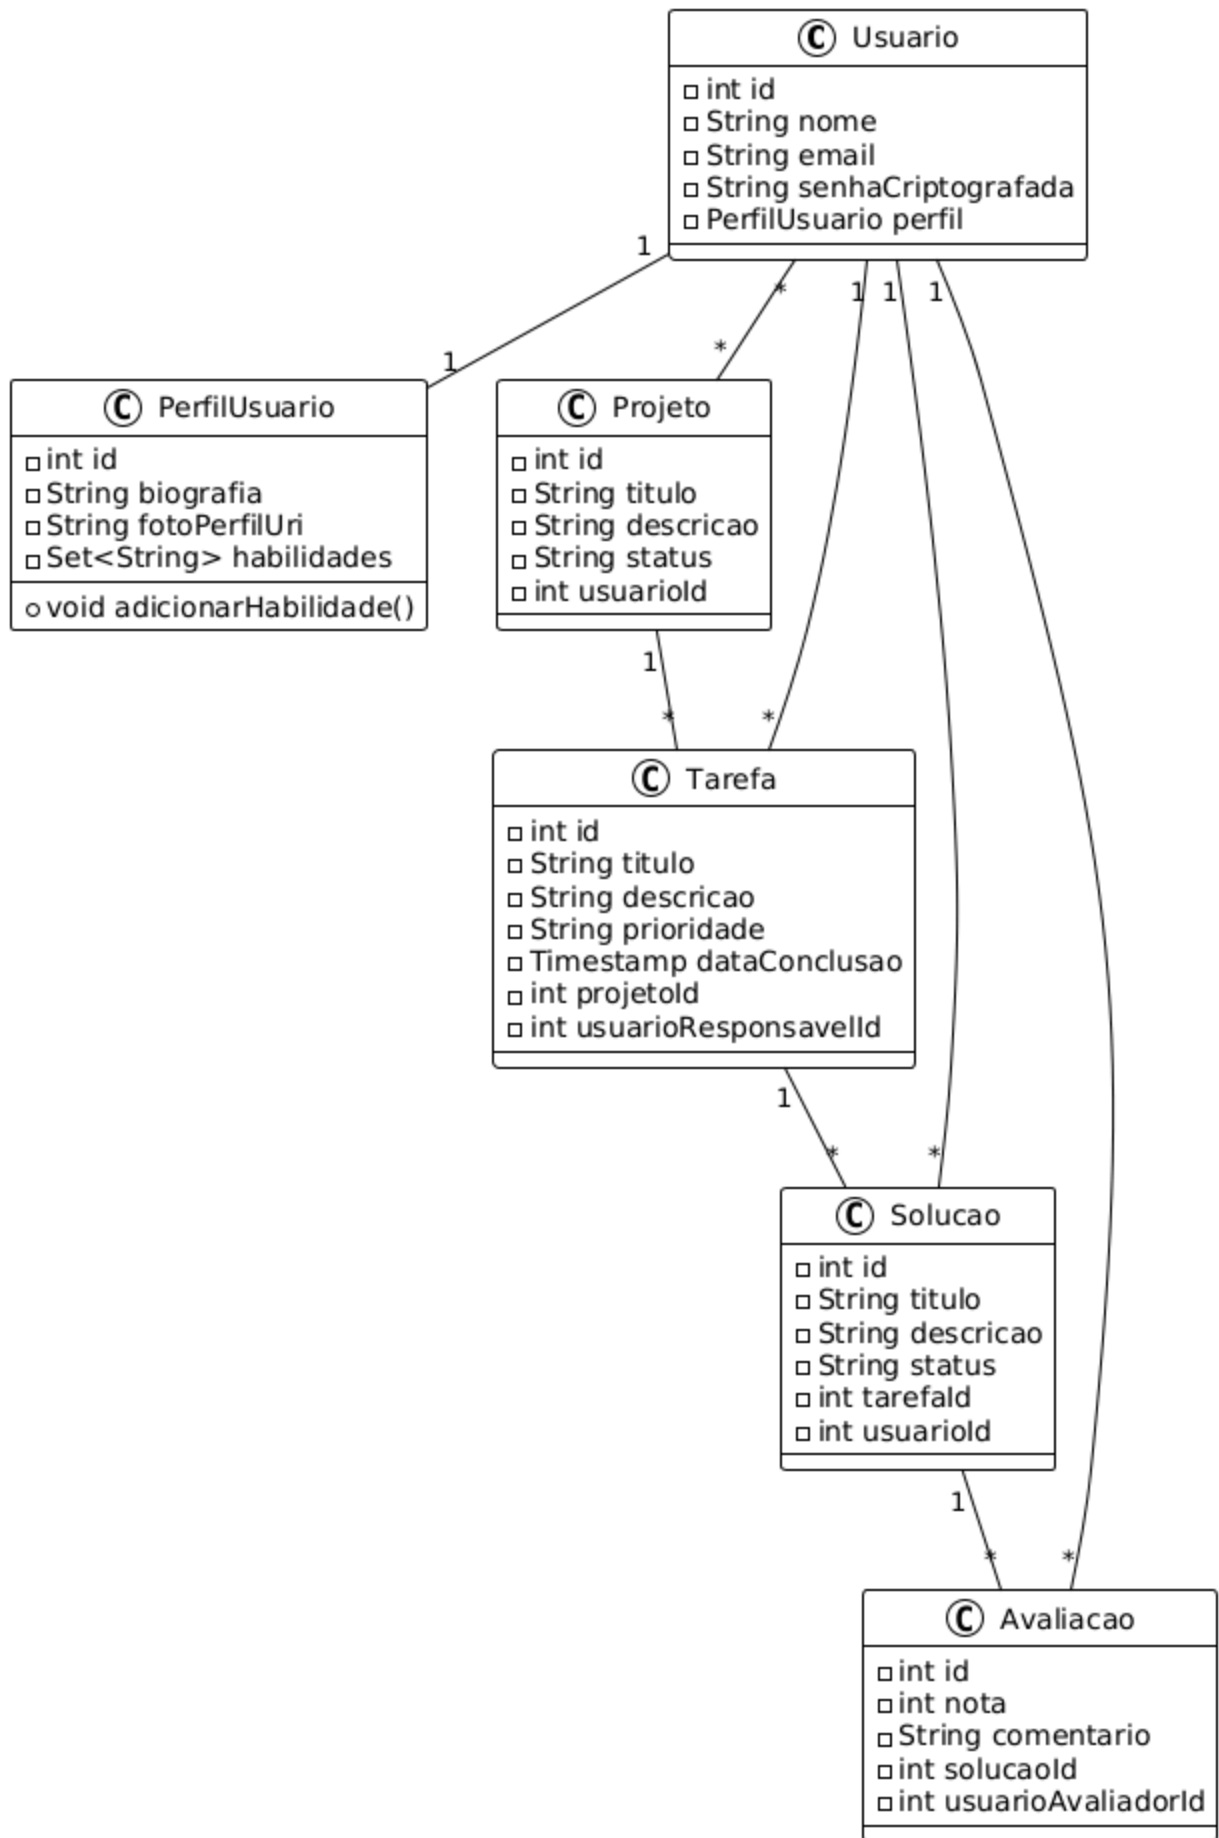 C Usuario
int id
String nome
String email
String senhaCriptografada
PerfilUsuario perfil
1
* 1 1 1
1
*
C PerfilUsuario
int id
String biografia
String fotoPerfilUri
Set<String> habilidades
void adicionarHabilidade()
C Projeto
int id
String titulo
String descricao
String status
int usuarioId
1
* *
C Tarefa
int id
String titulo
String descricao
String prioridade
Timestamp dataConclusao
int projetoId
int usuarioResponsavelId
1
* *
C Solucao
int id
String titulo
String descricao
String status
int tarefaId
int usuarioId
1
* *
C Avaliacao
int id
int nota
String comentario
int solucaoId
int usuarioAvaliadorId